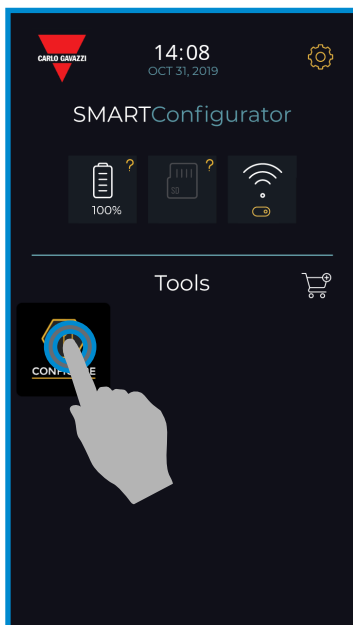 CARLO GAVAZZI
14:08
OCT 31, 2019
SMARTConfigurator
?
?
100%
SD
Tools